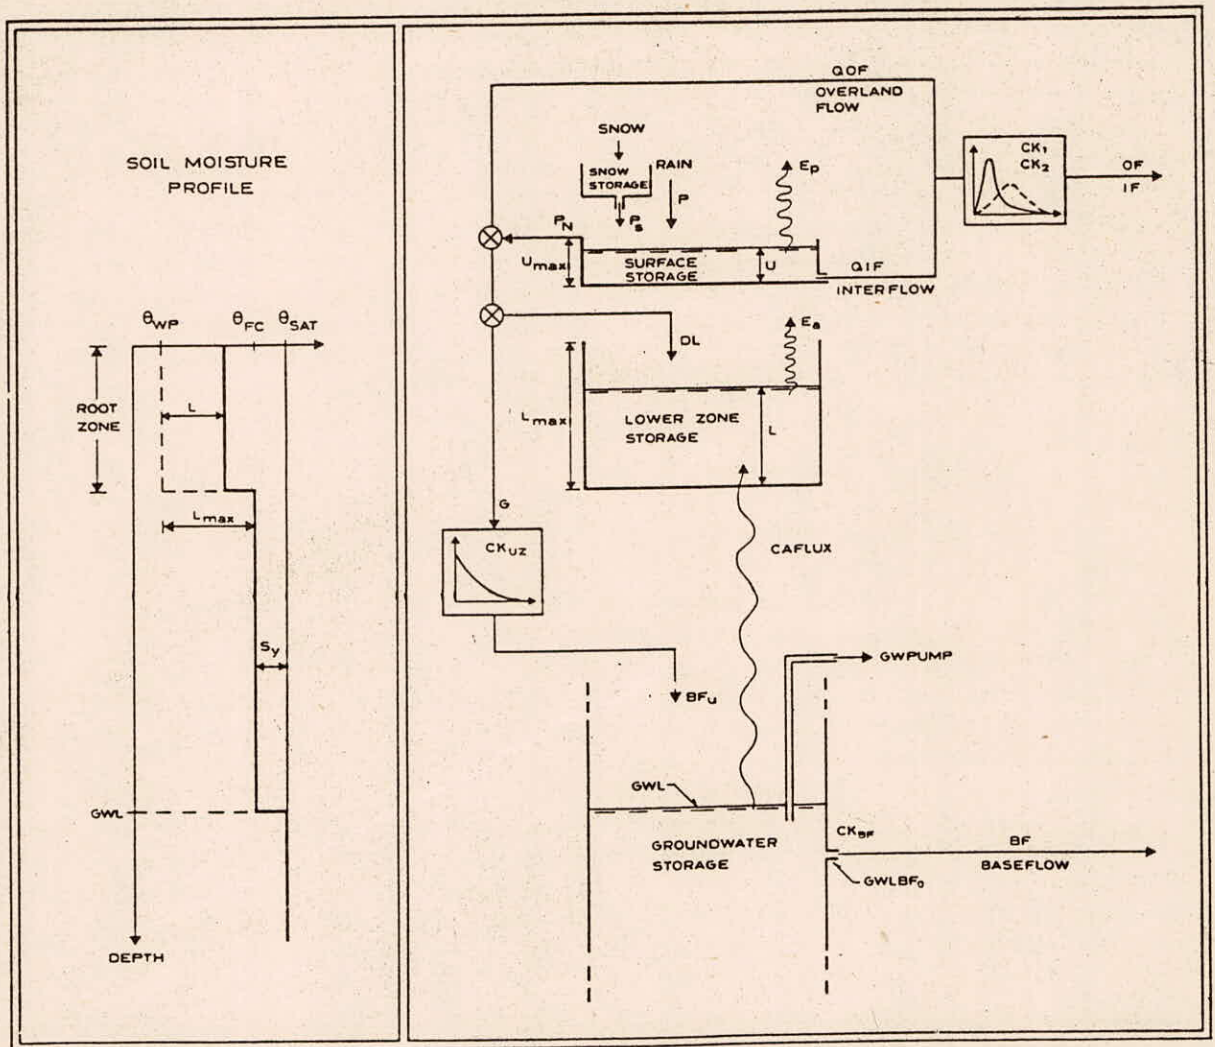 SOIL MOISTURE
PROFILE
θWP
θFC
θSAT
ROOT
ZONE
L
Lmax
Sy
GWL
DEPTH
QOF
OVERLAND
FLOW
SNOW
SNOW
STORAGE
RAIN
Ps
P
Ep
CK1
CK2
OF
IF
PN
Umax
SURFACE
STORAGE
U
QIF
INTERFLOW
DL
Ea
Lmax
LOWER ZONE
STORAGE
L
G
CKUZ
CAFLUX
BFu
GWPUMP
GWL
GROUNDWATER
STORAGE
CKBF
BF
BASEFLOW
GWLBF0